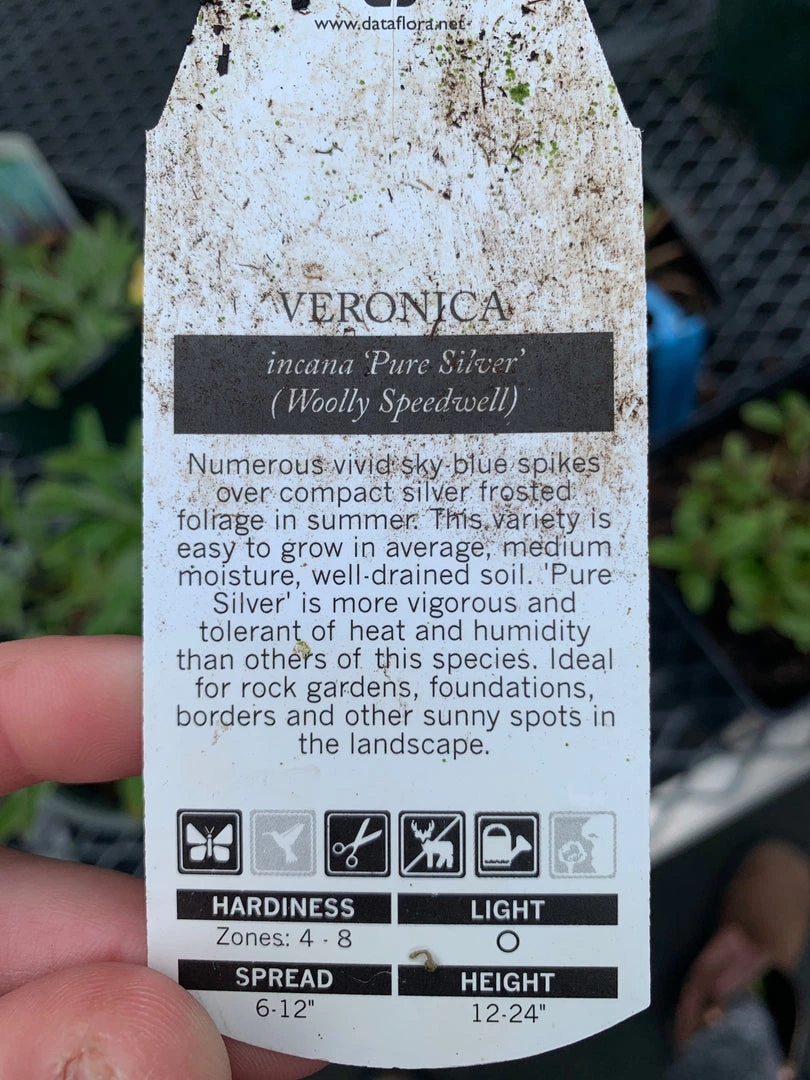 www.dataflora.net
VERONICA
incana 'Pure Silver'
(Woolly Speedwell)
Numerous vivid sky-blue spikes
over compact silver frosted
foliage in summer. This variety is
easy to grow in average, medium
moisture, well-drained soil. 'Pure
Silver' is more vigorous and
tolerant of heat and humidity
than others of this species. Ideal
for rock gardens, foundations,
borders and other sunny spots in
the landscape.
HARDINESS
Zones: 4 - 8
LIGHT
SPREAD
6-12"
HEIGHT
12-24"